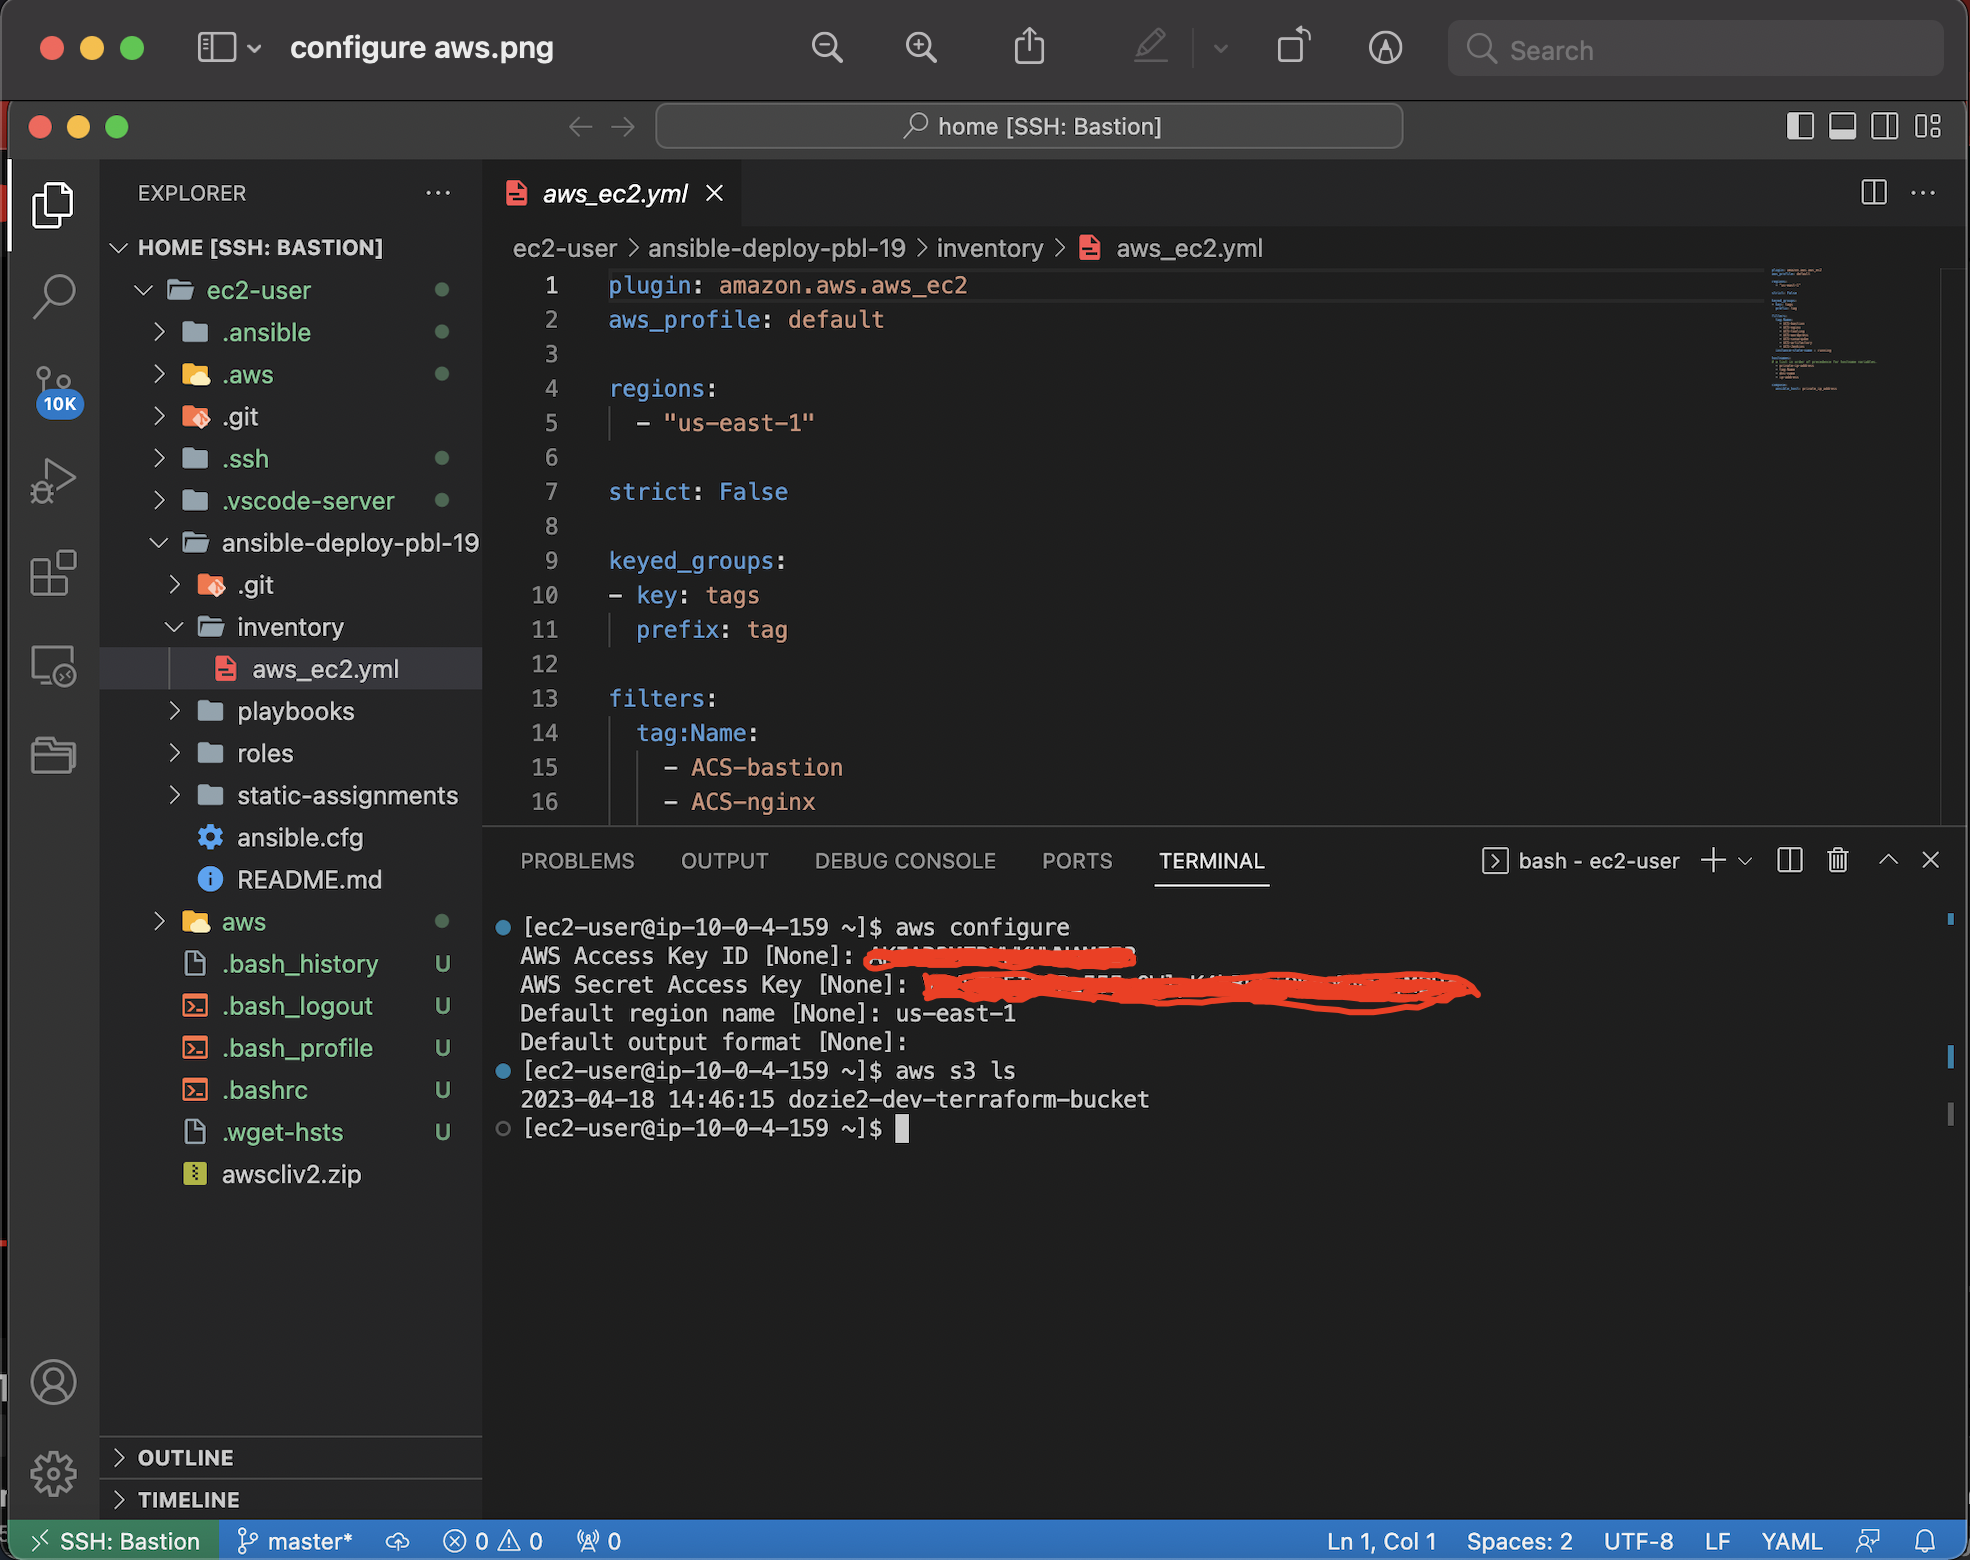 configure aws.png
Search
home [SSH: Bastion]
EXPLORER
HOME [SSH: BASTION]
ec2-user
.ansible
.aws
.git
.ssh
.vscode-server
ansible-deploy-pbl-19
.git
inventory
aws_ec2.yml
playbooks
roles
static-assignments
ansible.cfg
README.md
aws
.bash_history U
.bash_logout U
.bash_profile U
.bashrc U
.wget-hsts U
awscliv2.zip
OUTLINE
TIMELINE
10K
aws_ec2.yml
ec2-user > ansible-deploy-pbl-19 > inventory > aws_ec2.yml
1 plugin: amazon.aws.aws_ec2
2 aws_profile: default
3
4 regions:
5 - "us-east-1"
6
7 strict: False
8
9 keyed_groups:
10 - key: tags
11 prefix: tag
12
13 filters:
14 tag:Name:
15 - ACS-bastion
16 - ACS-nginx
PROBLEMS OUTPUT DEBUG CONSOLE PORTS TERMINAL
bash - ec2-user
[ec2-user@ip-10-0-4-159 ~]$ aws configure
AWS Access Key ID [None]:
AWS Secret Access Key [None]:
Default region name [None]: us-east-1
Default output format [None]:
[ec2-user@ip-10-0-4-159 ~]$ aws s3 ls
2023-04-18 14:46:15 dozie2-dev-terraform-bucket
[ec2-user@ip-10-0-4-159 ~]$
SSH: Bastion master* 0 0 0 Ln 1, Col 1 Spaces: 2 UTF-8 LF YAML